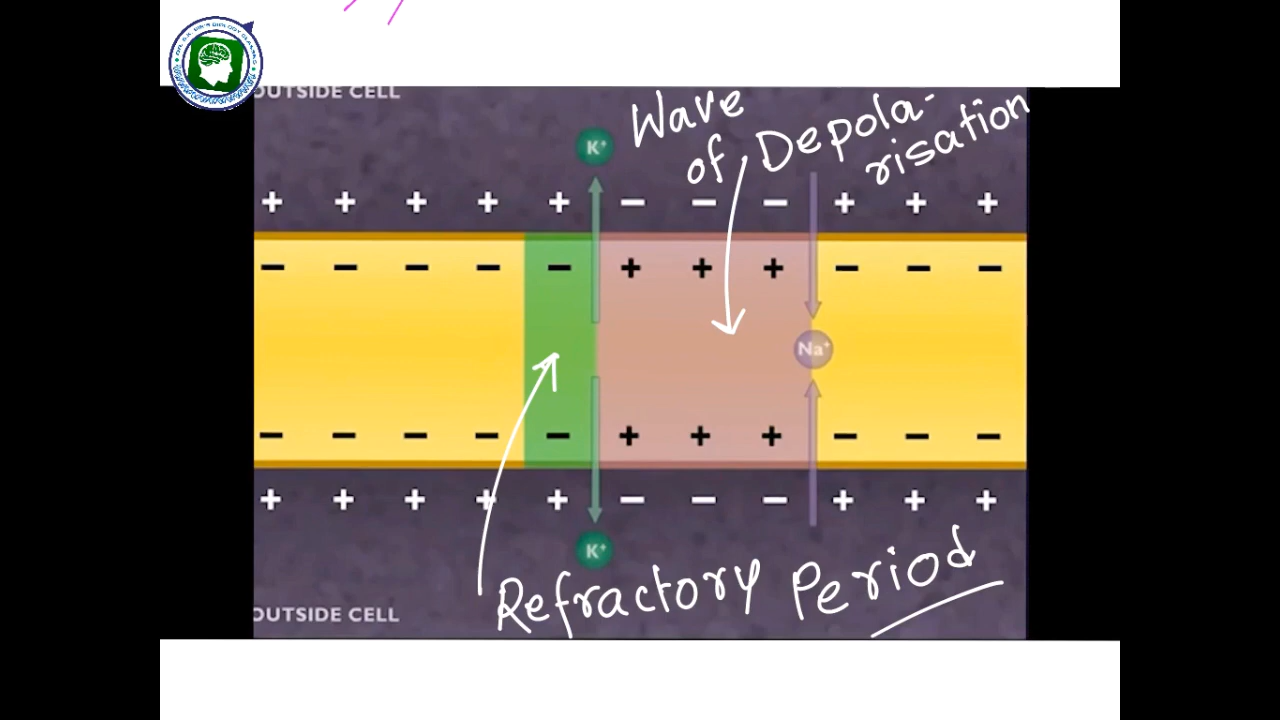 OUTSIDE CELL
Wave
of Depola-
risation
K+
+ + + + + − − − + + +
− − − − − + + + − − −
Na+
− − − − − + + + − − −
+ + + + + − − − + + +
K+
Refractory Period
OUTSIDE CELL